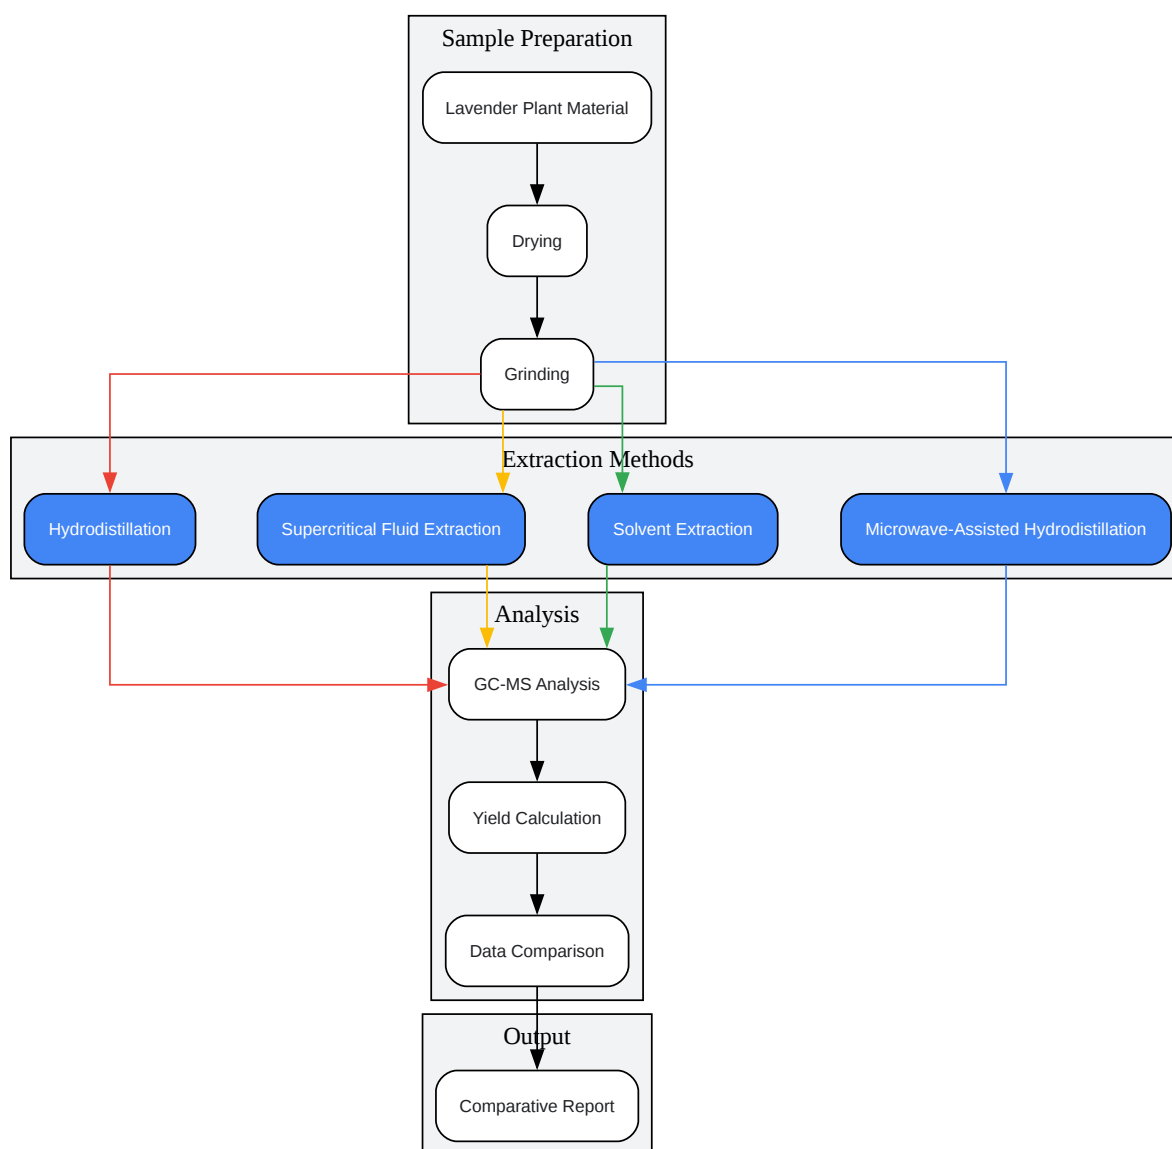 Sample Preparation
Lavender Plant Material
Drying
Grinding
Extraction Methods
Hydrodistillation
Supercritical Fluid Extraction
Solvent Extraction
Microwave-Assisted Hydrodistillation
Analysis
GC-MS Analysis
Yield Calculation
Data Comparison
Output
Comparative Report